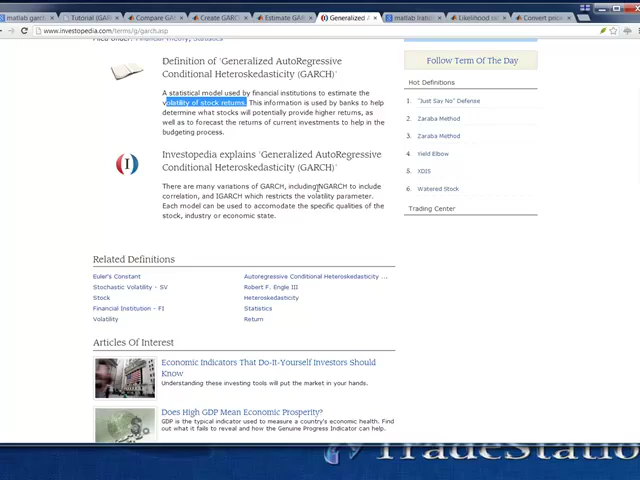 matlab garch
Tutorial (GARCH
Compare GARC
Create GARC
Estimate GARC
Generalized A
matlab lratio
Likelihood
Convert price
www.investopedia.com/terms/g/garch.asp
Filed Under: Financial Theory, Statistics
Definition of 'Generalized AutoRegressive
Conditional Heteroskedasticity (GARCH)'
A statistical model used by financial institutions to estimate the
volatility of stock returns. This information is used by banks to help
determine what stocks will potentially provide higher returns, as
well as to forecast the returns of current investments to help in the
budgeting process.
Investopedia explains 'Generalized AutoRegressive
Conditional Heteroskedasticity (GARCH)'
There are many variations of GARCH, including NGARCH to include
correlation, and IGARCH which restricts the volatility parameter.
Each model can be used to accomodate the specific qualities of the
stock, industry or economic state.
Related Definitions
Euler's Constant
Stochastic Volatility - SV
Stock
Financial Institution - FI
Volatility
Autoregressive Conditional Heteroskedasticity ...
Robert F. Engle III
Heteroskedasticity
Statistics
Return
Articles Of Interest
Economic Indicators That Do-It-Yourself Investors Should
Know
Understanding these investing tools will put the market in your hands.
Does High GDP Mean Economic Prosperity?
GDP is the typical indicator used to measure a country's economic health. Find
out what it fails to reveal and how the Genuine Progress Indicator can help.
Follow Term Of The Day
Hot Definitions
1. "Just Say No" Defense
2. Zaraba Method
3. Zaraba Method
4. Yield Elbow
5. XDIS
6. Watered Stock
Trading Center
TradeStatio